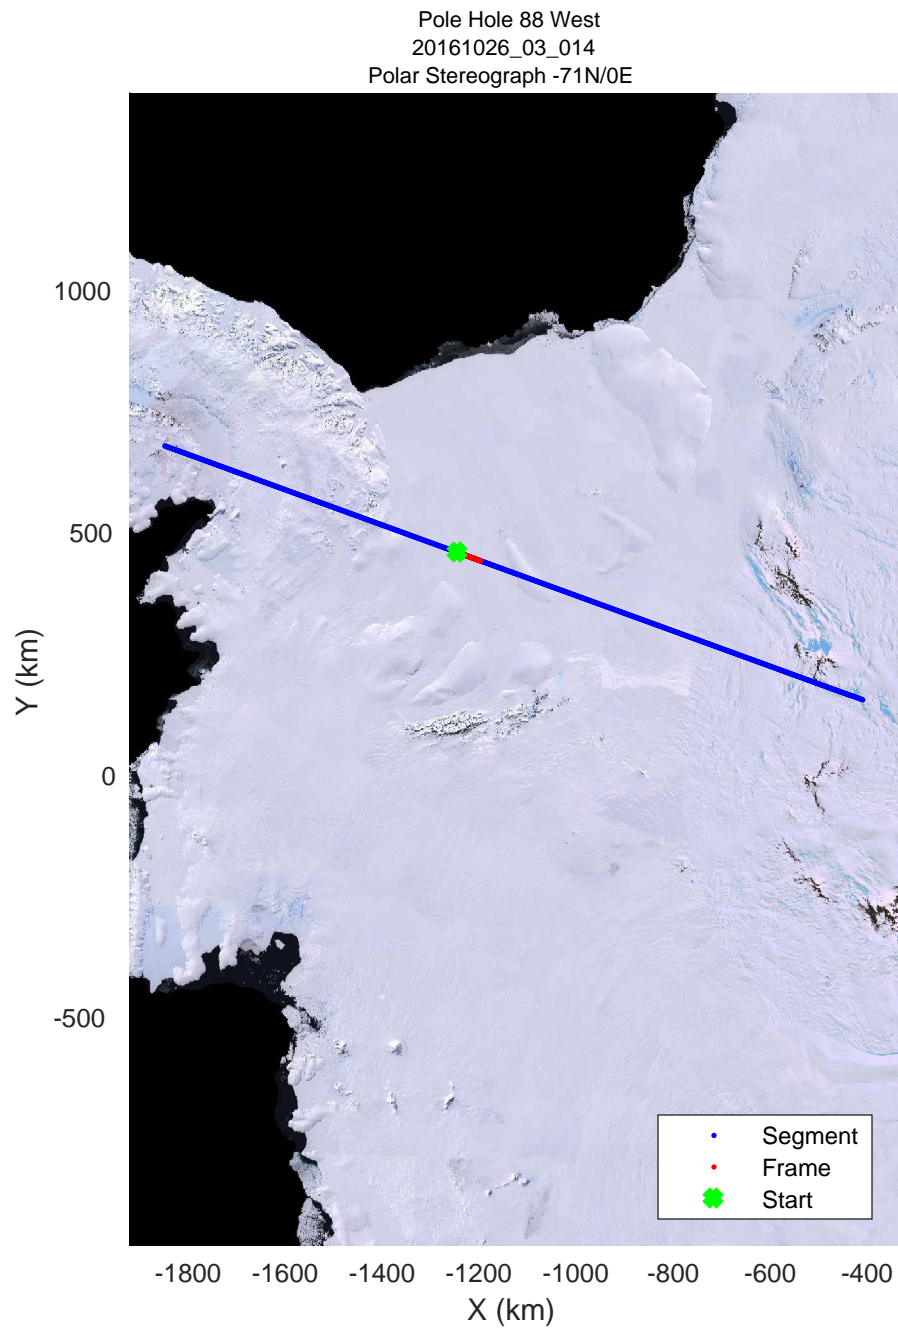 Pole Hole 88 West
20161026_03_014
Polar Stereograph -71N/0E
1000
500
0
-500
Y (km)
Segment
Frame
Start
-1800 -1600 -1400 -1200 -1000 -800 -600 -400
X (km)